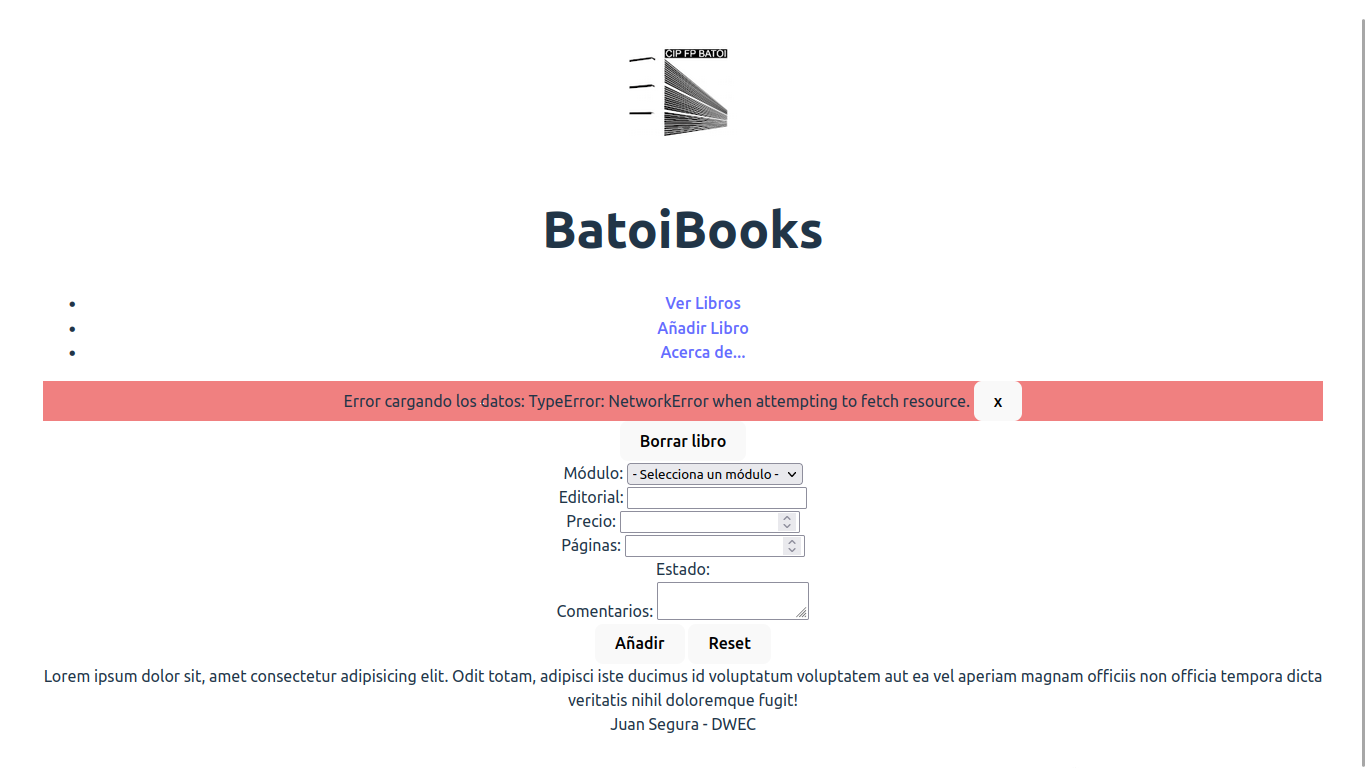 CIP FP BATOI
BatoiBooks
Ver Libros
Añadir Libro
Acerca de...
Error cargando los datos: TypeError: NetworkError when attempting to fetch resource. x
Borrar libro
Módulo: - Selecciona un módulo -
Editorial:
Precio:
Páginas:
Estado:
Comentarios:
Añadir Reset
Lorem ipsum dolor sit, amet consectetur adipisicing elit. Odit totam, adipisci iste ducimus id voluptatum voluptatem aut ea vel aperiam magnam officiis non officia tempora dicta
veritatis nihil doloremque fugit!
Juan Segura - DWEC